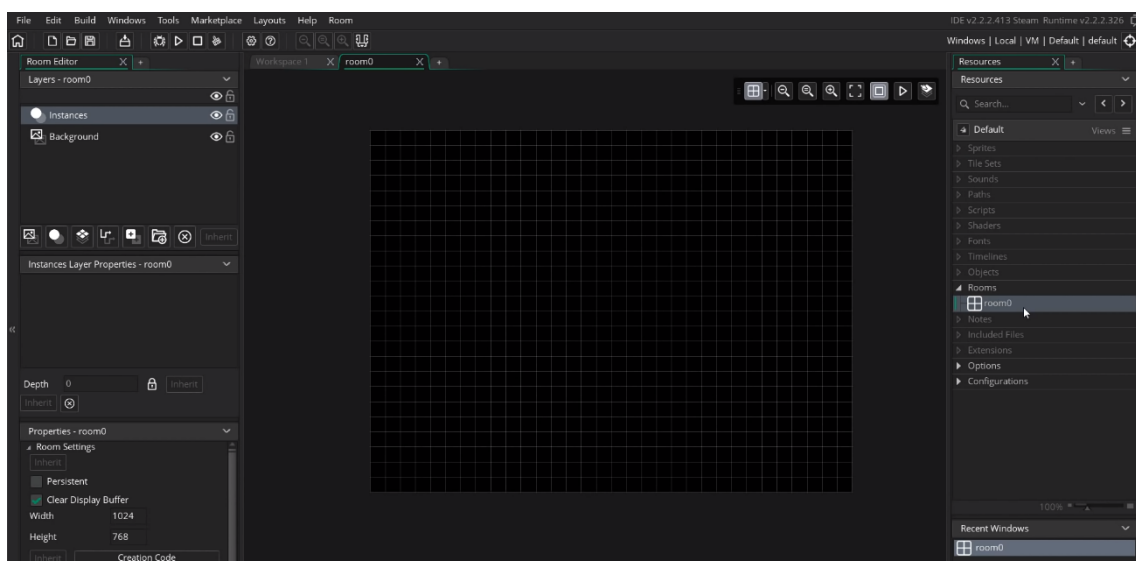 File Edit Build Windows Tools Marketplace Layouts Help Room
IDE v2.2.2.413 Steam Runtime v2.2.2.326
Windows | Local | VM | Default | default
Room Editor X +
Workspace 1 X room0 X +
Resources X +
Layers - room0
Instances
Background
Inherit
Instances Layer Properties - room0
Depth 0 Inherit
Inherit
Properties - room0
Room Settings
Inherit
Persistent
Clear Display Buffer
Width 1024
Height 768
Inherit Creation Code
Resources
Search...
Default Views
Sprites
Tile Sets
Sounds
Paths
Scripts
Shaders
Fonts
Timelines
Objects
Rooms
room0
Notes
Included Files
Extensions
Options
Configurations
100%
Recent Windows
room0